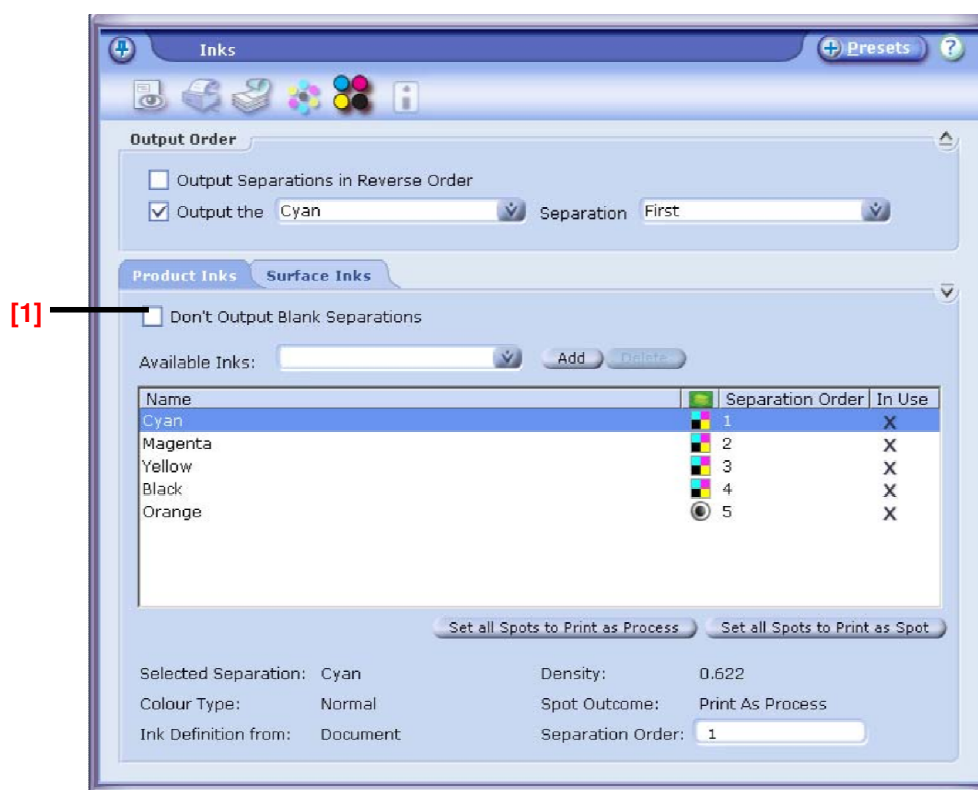 Inks Presets ?
Output Order
Output Separations in Reverse Order
Output the Cyan Separation First
Product Inks Surface Inks
[1]
Don't Output Blank Separations
Available Inks: Add Delete
Name Separation Order In Use
Cyan 1 X
Magenta 2 X
Yellow 3 X
Black 4 X
Orange 5 X
Set all Spots to Print as Process Set all Spots to Print as Spot
Selected Separation: Cyan Density: 0.622
Colour Type: Normal Spot Outcome: Print As Process
Ink Definition from: Document Separation Order: 1